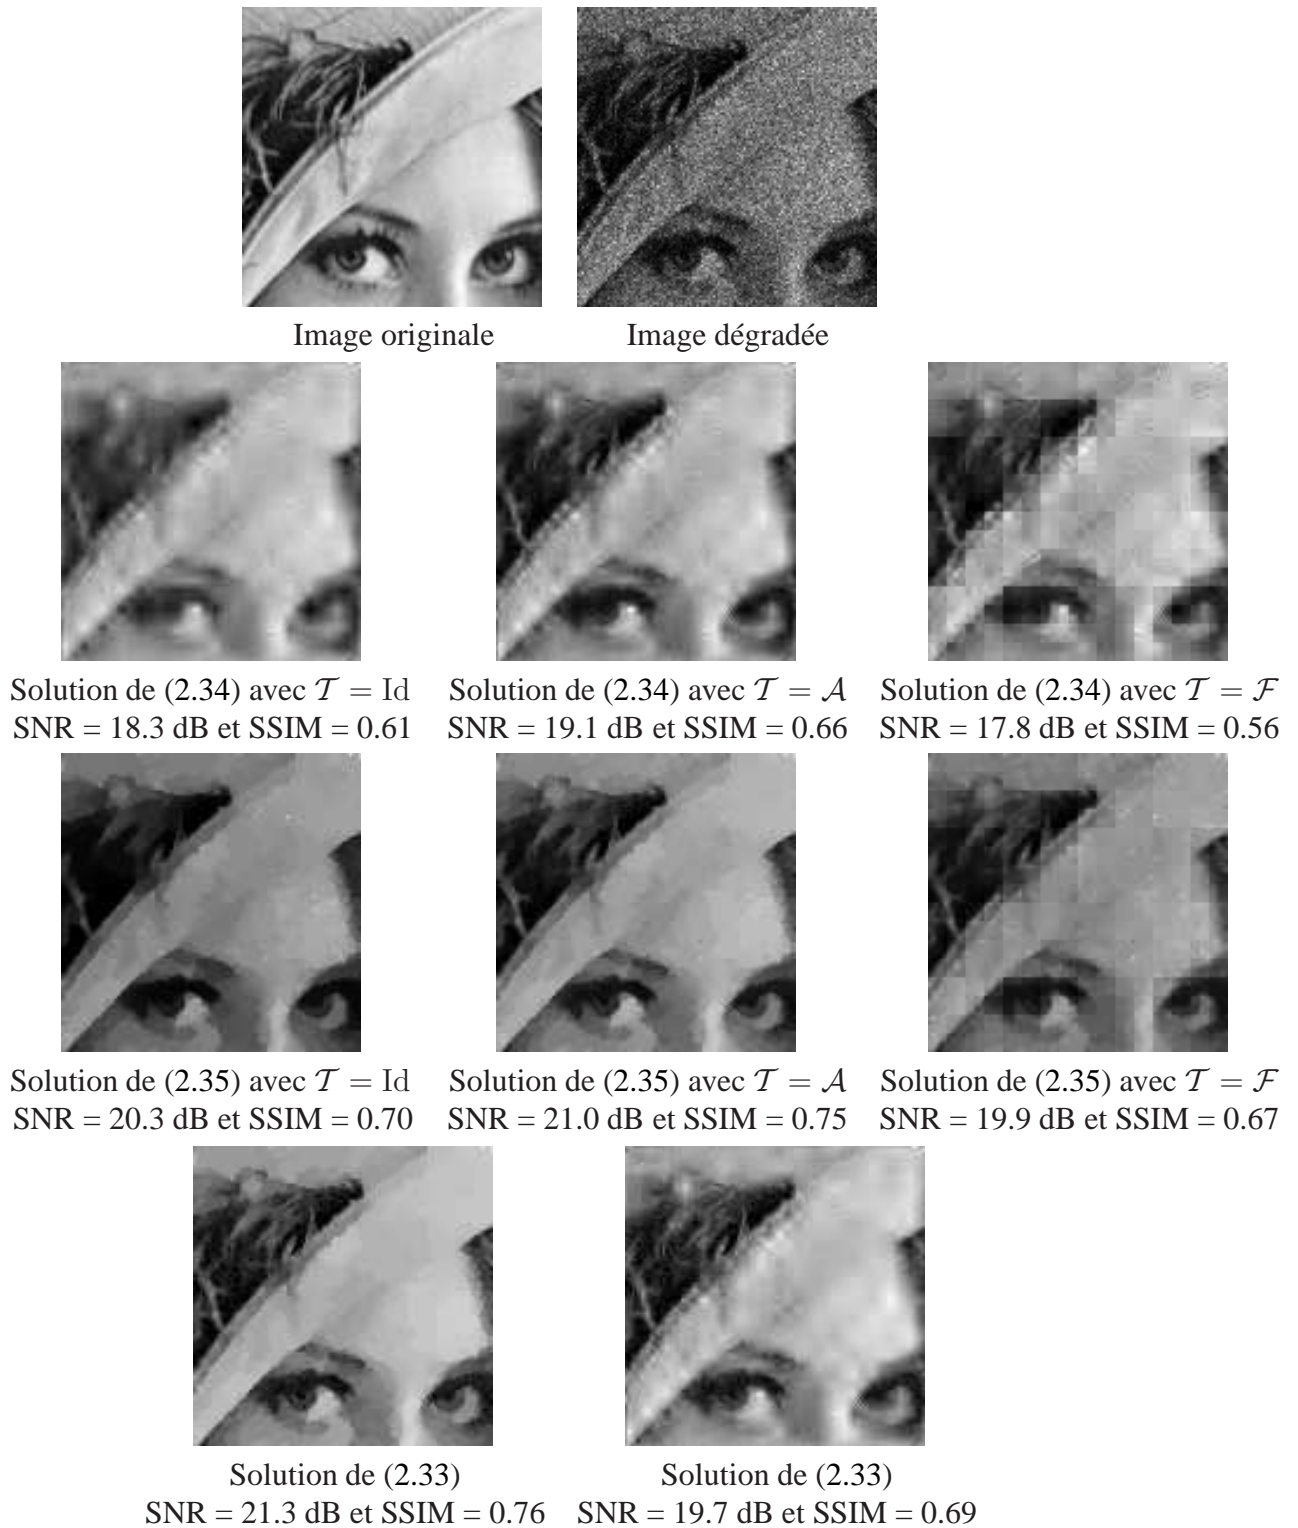 Image originale
Image dégradée
Solution de (2.34) avec 𝒯 = Id
SNR = 18.3 dB et SSIM = 0.61
Solution de (2.34) avec 𝒯 = 𝒜
SNR = 19.1 dB et SSIM = 0.66
Solution de (2.34) avec 𝒯 = ℱ
SNR = 17.8 dB et SSIM = 0.56
Solution de (2.35) avec 𝒯 = Id
SNR = 20.3 dB et SSIM = 0.70
Solution de (2.35) avec 𝒯 = 𝒜
SNR = 21.0 dB et SSIM = 0.75
Solution de (2.35) avec 𝒯 = ℱ
SNR = 19.9 dB et SSIM = 0.67
Solution de (2.33)
SNR = 21.3 dB et SSIM = 0.76
Solution de (2.33)
SNR = 19.7 dB et SSIM = 0.69